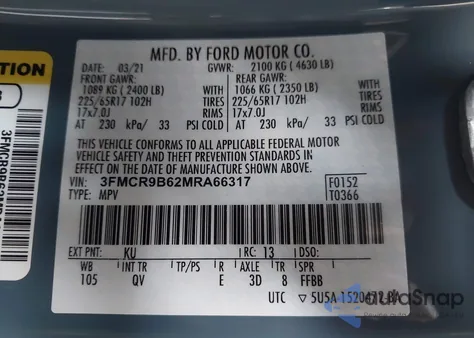 MFD. BY FORD MOTOR CO.
DATE: 03/21 GVWR: 2100 KG ( 4630 LB)
FRONT GAWR: REAR GAWR:
1089 KG ( 2400 LB) 1066 KG ( 2350 LB)
225/65R17 102H TIRES 225/65R17 102H TIRES
17x7.0J RIMS 17x7.0J RIMS
AT 230 kPa/ 33 PSI COLD AT 230 kPa/ 33 PSI COLD
THIS VEHICLE CONFORMS TO ALL APPLICABLE FEDERAL MOTOR
VEHICLE SAFETY AND THEFT PREVENTION STANDARDS IN
EFFECT ON THE DATE OF MANUFACTURE SHOWN ABOVE.
VIN: 3FMCR9B62MRA66317 F0152
TYPE: MPV T0366
EXT PNT: KU RC: 13 DSO:
WB INT TR TP/PS R AXLE TR SPR
105 QV E 3D 8 FFBB
UTC ▽ 5U5A-1520472-BA
TION
AutoSnap